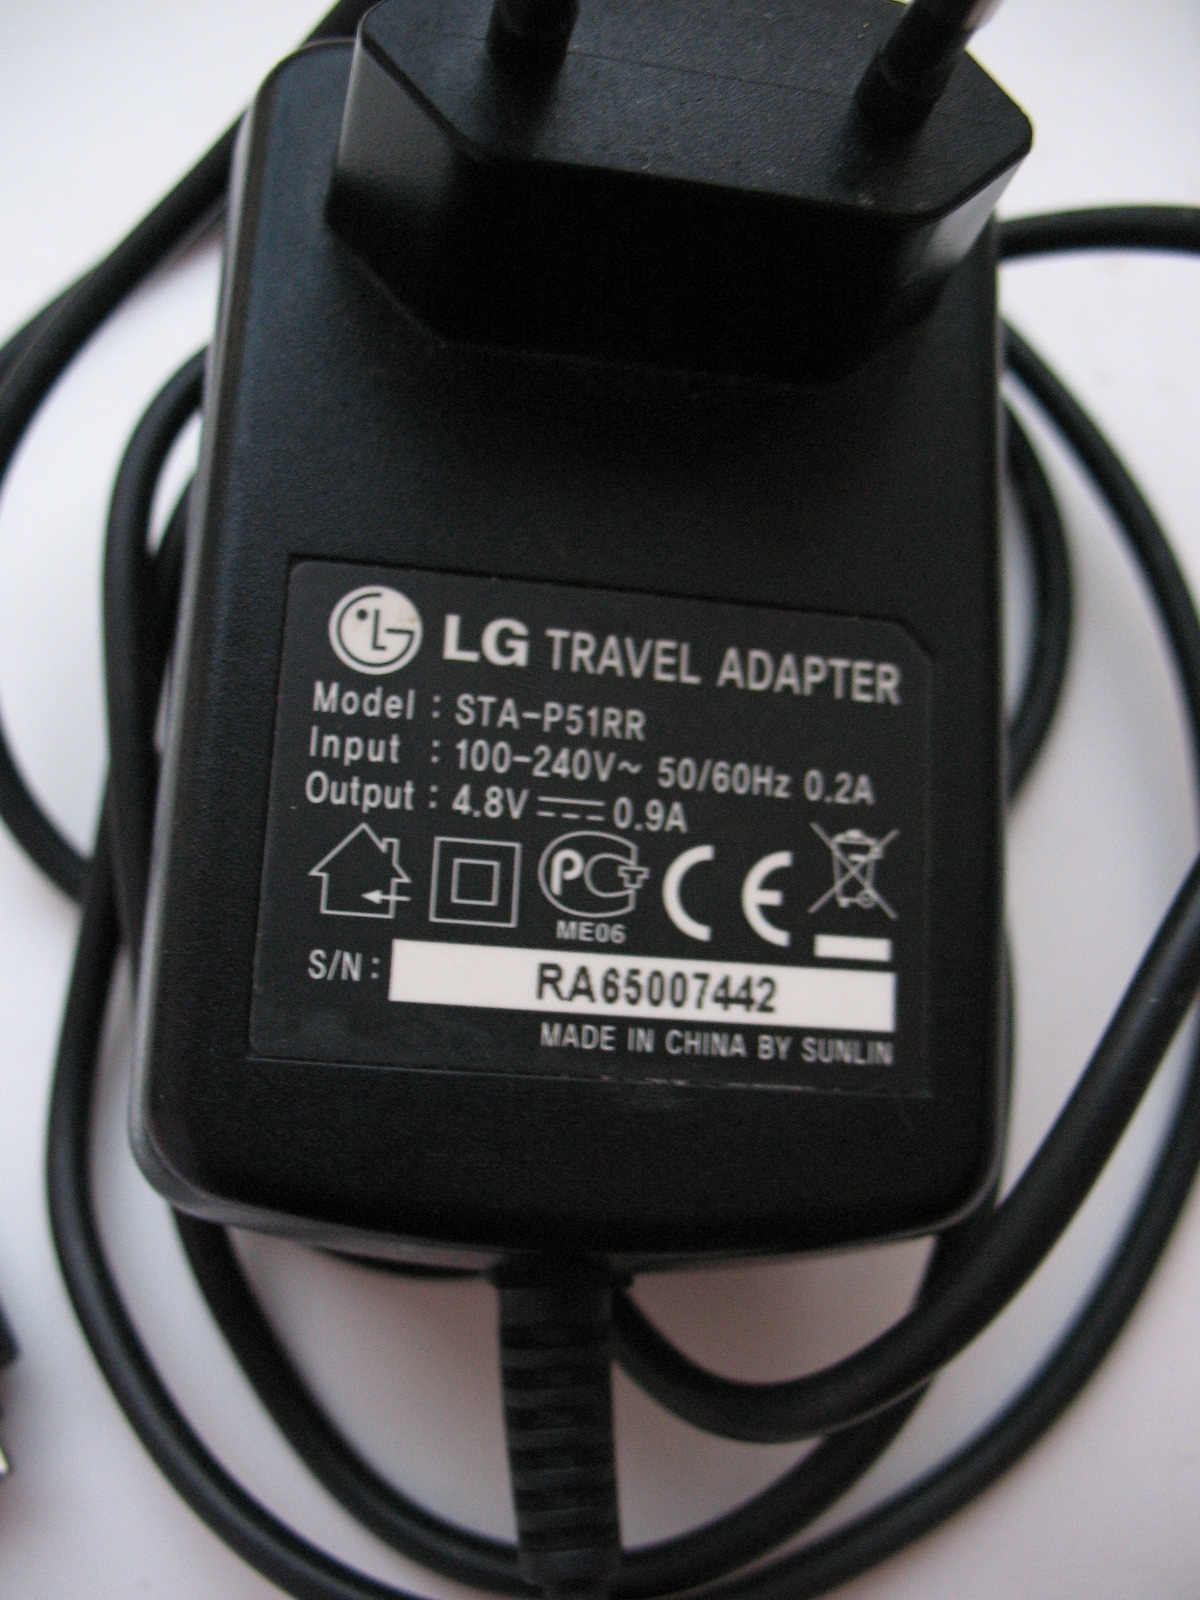 LG TRAVEL ADAPTER
Model : STA-P51RR
Input : 100-240V~ 50/60Hz 0.2A
Output : 4.8V ⎓ 0.9A
PCT CE
ME06
S/N : RA65007442
MADE IN CHINA BY SUNLIN